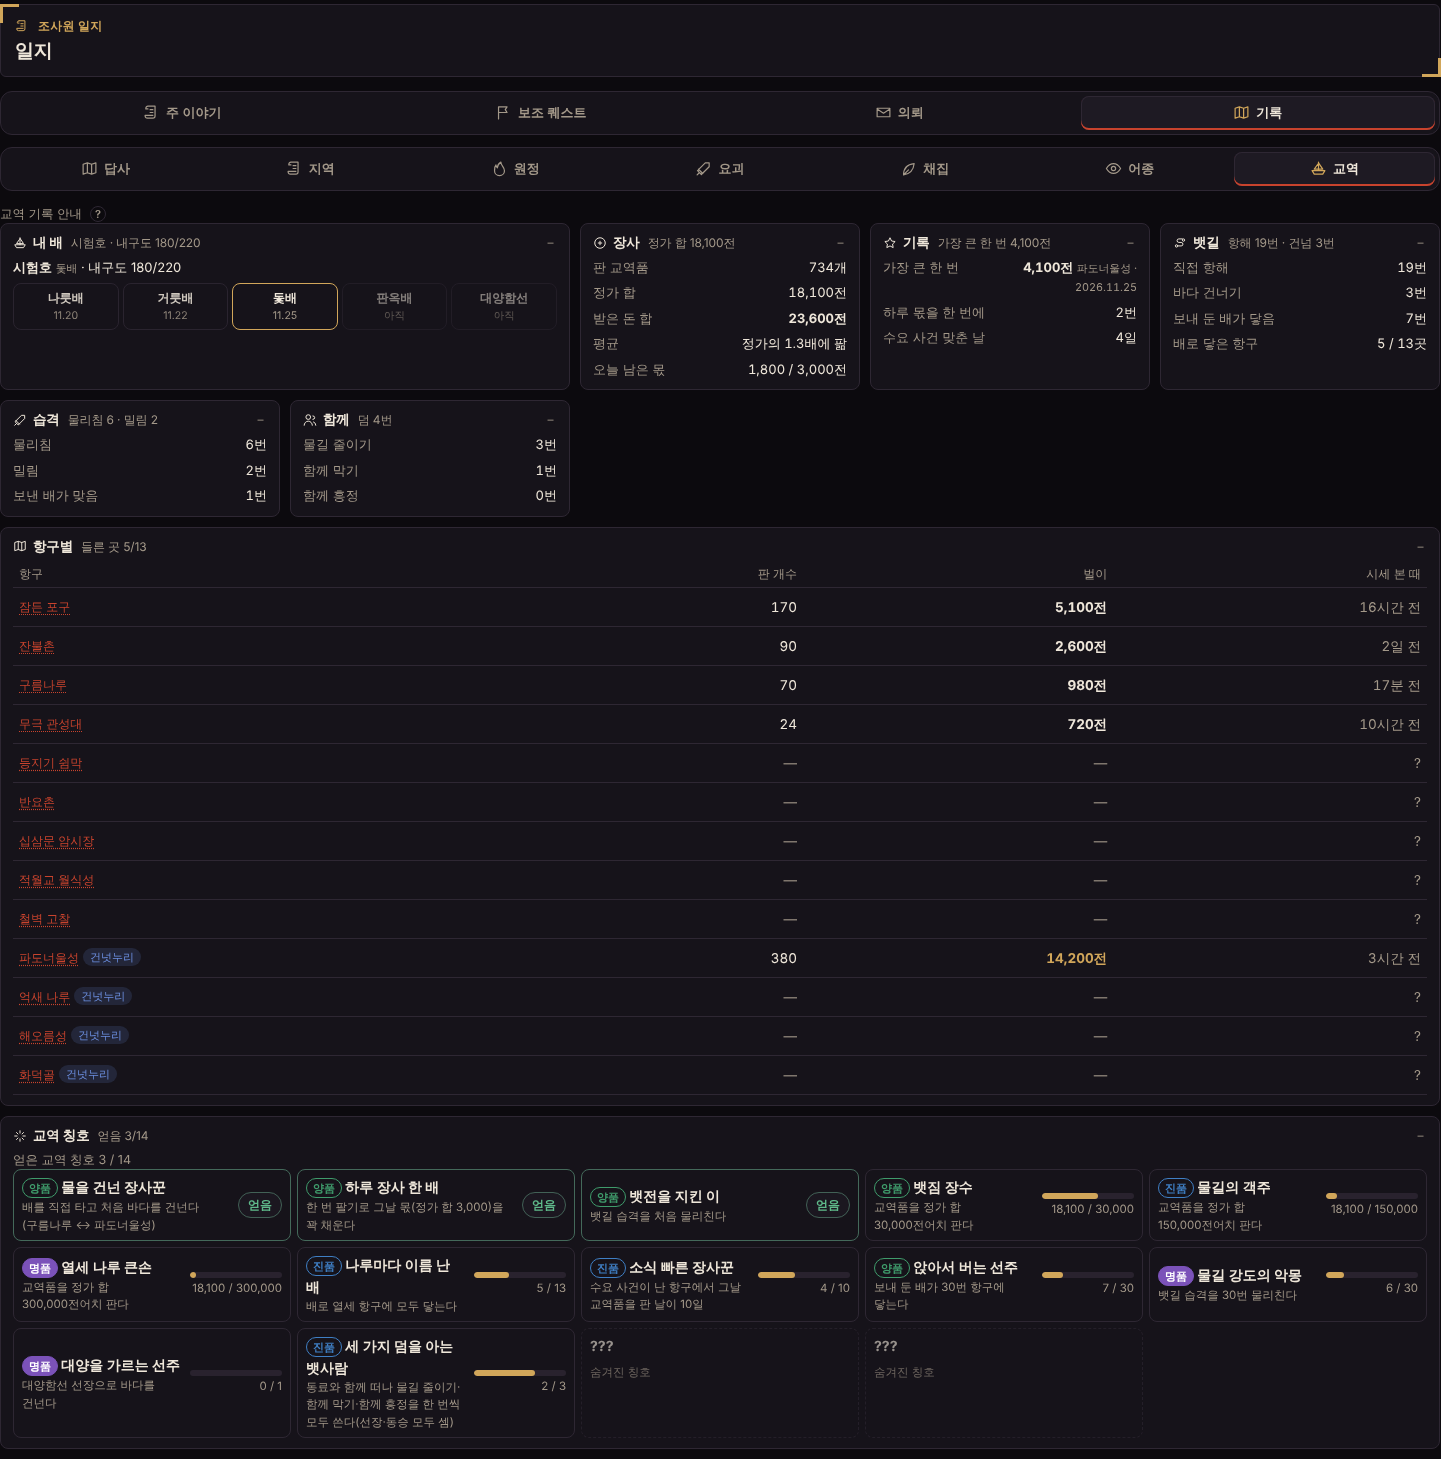 조사원 일지
일지
주 이야기
보조 퀘스트
의뢰
기록
답사
지역
원정
요괴
채집
어종
교역
교역 기록 안내 ?
내 배 시험호 · 내구도 180/220 –
시험호 돛배 · 내구도 180/220
나룻배
11.20
거룻배
11.22
돛배
11.25
판옥배
아직
대양함선
아직
장사 정가 합 18,100전 –
판 교역품 734개
정가 합 18,100전
받은 돈 합 23,600전
평균 정가의 1.3배에 팖
오늘 남은 몫 1,800 / 3,000전
기록 가장 큰 한 번 4,100전 –
가장 큰 한 번 4,100전 파도너울성 ·
2026.11.25
하루 몫을 한 번에 2번
수요 사건 맞춘 날 4일
뱃길 항해 19번 · 건넘 3번 –
직접 항해 19번
바다 건너기 3번
보내 둔 배가 닿음 7번
배로 닿은 항구 5 / 13곳
습격 물리침 6 · 밀림 2 –
물리침 6번
밀림 2번
보낸 배가 맞음 1번
함께 덤 4번 –
물길 줄이기 3번
함께 막기 1번
함께 흥정 0번
항구별 들른 곳 5/13 –
항구 판 개수 벌이 시세 본 때
잠든 포구 170 5,100전 16시간 전
잔불촌 90 2,600전 2일 전
구름나루 70 980전 17분 전
무극 관성대 24 720전 10시간 전
등지기 쉼막 — — ?
반요촌 — — ?
십삼문 암시장 — — ?
적월교 월식성 — — ?
철벽 고찰 — — ?
파도너울성 건넛누리 380 14,200전 3시간 전
억새 나루 건넛누리 — — ?
해오름성 건넛누리 — — ?
화덕골 건넛누리 — — ?
교역 칭호 얻음 3/14 –
얻은 교역 칭호 3 / 14
양품 물을 건넌 장사꾼
배를 직접 타고 처음 바다를 건넌다
(구름나루 ↔ 파도너울성)
얻음
양품 하루 장사 한 배
한 번 팔기로 그날 몫(정가 합 3,000)을
꽉 채운다
얻음
양품 뱃전을 지킨 이
뱃길 습격을 처음 물리친다
얻음
양품 뱃짐 장수
교역품을 정가 합
30,000전어치 판다
18,100 / 30,000
진품 물길의 객주
교역품을 정가 합
150,000전어치 판다
18,100 / 150,000
명품 열세 나루 큰손
교역품을 정가 합
300,000전어치 판다
18,100 / 300,000
진품 나루마다 이름 난
배
배로 열세 항구에 모두 닿는다
5 / 13
진품 소식 빠른 장사꾼
수요 사건이 난 항구에서 그날
교역품을 판 날이 10일
4 / 10
양품 앉아서 버는 선주
보내 둔 배가 30번 항구에
닿는다
7 / 30
명품 물길 강도의 악몽
뱃길 습격을 30번 물리친다
6 / 30
명품 대양을 가르는 선주
대양함선 선장으로 바다를
건넌다
0 / 1
진품 세 가지 덤을 아는
뱃사람
동료와 함께 떠나 물길 줄이기·
함께 막기·함께 흥정을 한 번씩
모두 쓴다(선장·동승 모두 셈)
2 / 3
???
숨겨진 칭호
???
숨겨진 칭호